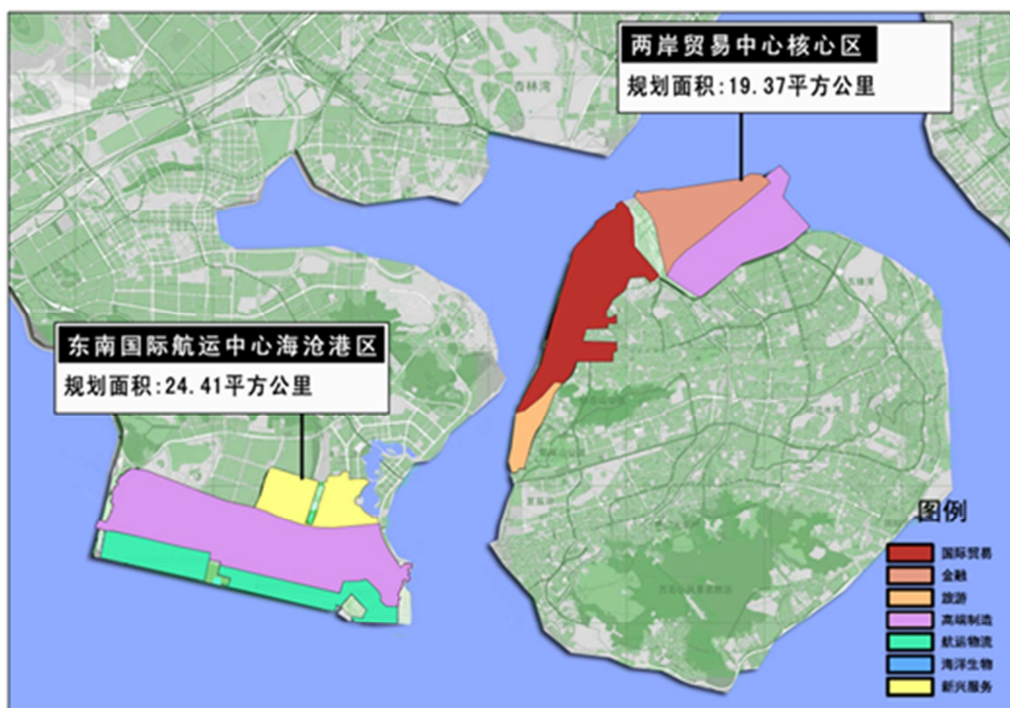 两岸贸易中心核心区
规划面积:19.37平方公里
杏林湾
东南国际航运中心海沧港区
规划面积:24.41平方公里
图例
国际贸易
金融
旅游
高端制造
航运物流
海洋生物
新兴服务